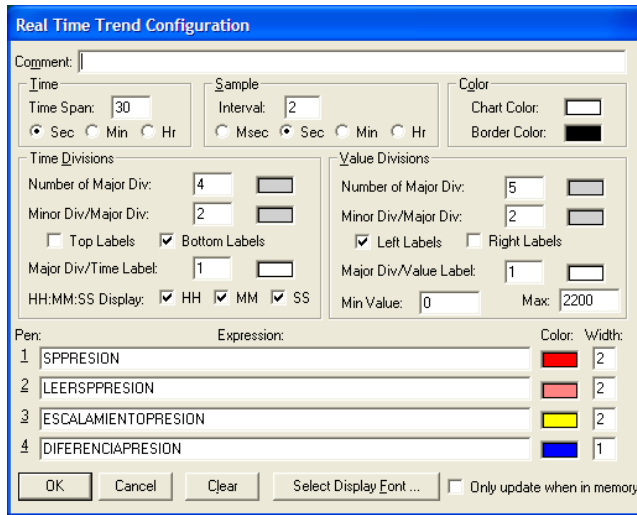 Real Time Trend Configuration
Comment:
Time
Time Span: 30
Sec Min Hr
Sample
Interval: 2
Msec Sec Min Hr
Color
Chart Color:
Border Color:
Time Divisions
Number of Major Div: 4
Minor Div/Major Div: 2
Top Labels Bottom Labels
Major Div/Time Label: 1
HH:MM:SS Display: HH MM SS
Value Divisions
Number of Major Div: 5
Minor Div/Major Div: 2
Left Labels Right Labels
Major Div/Value Label: 1
Min Value: 0 Max: 2200
Pen: Expression: Color: Width:
1 SPPRESION 2
2 LEERSPPRESION 2
3 ESCALAMIENTOPRESION 2
4 DIFERENCIAPRESION 1
OK Cancel Clear Select Display Font ... Only update when in memory